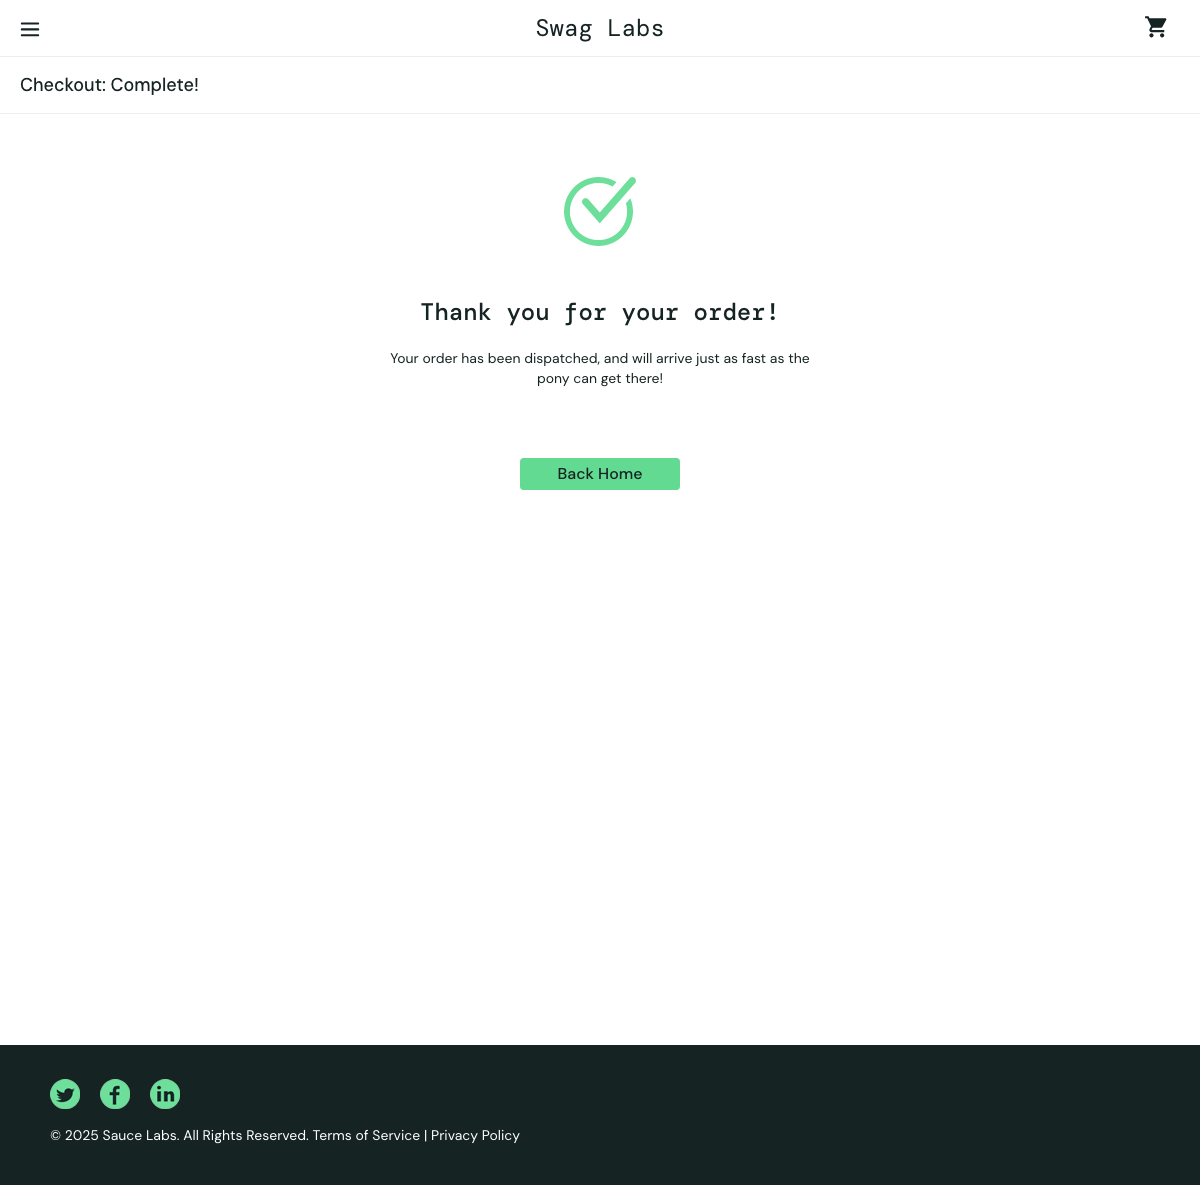 Swag Labs
Checkout: Complete!
Thank you for your order!
Your order has been dispatched, and will arrive just as fast as the
pony can get there!
Back Home
© 2025 Sauce Labs. All Rights Reserved. Terms of Service | Privacy Policy